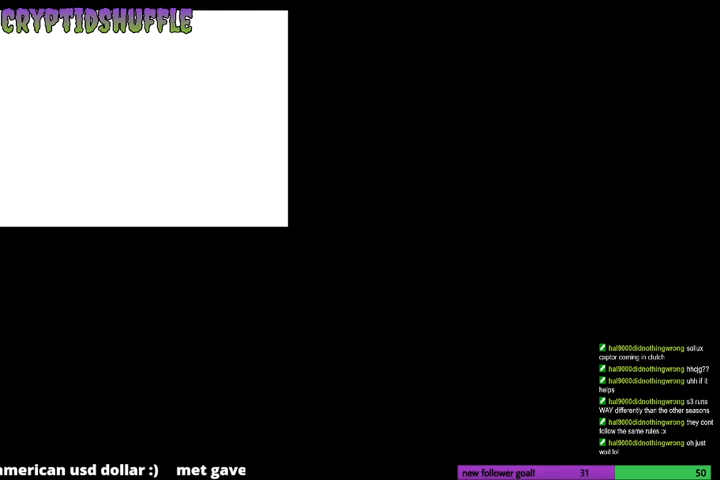 CRYPTIDSHUFFLE
hal9000didnothingwrong sollux
captor coming in clutch
hal9000didnothingwrong hhcjg??
hal9000didnothingwrong uhh if it
helps
hal9000didnothingwrong s3 runs
WAY differently than the other seasons
hal9000didnothingwrong they dont
follow the same rules :x
hal9000didnothingwrong oh just
wait lol
american usd dollar :) met gave
new follower goal! 31 50